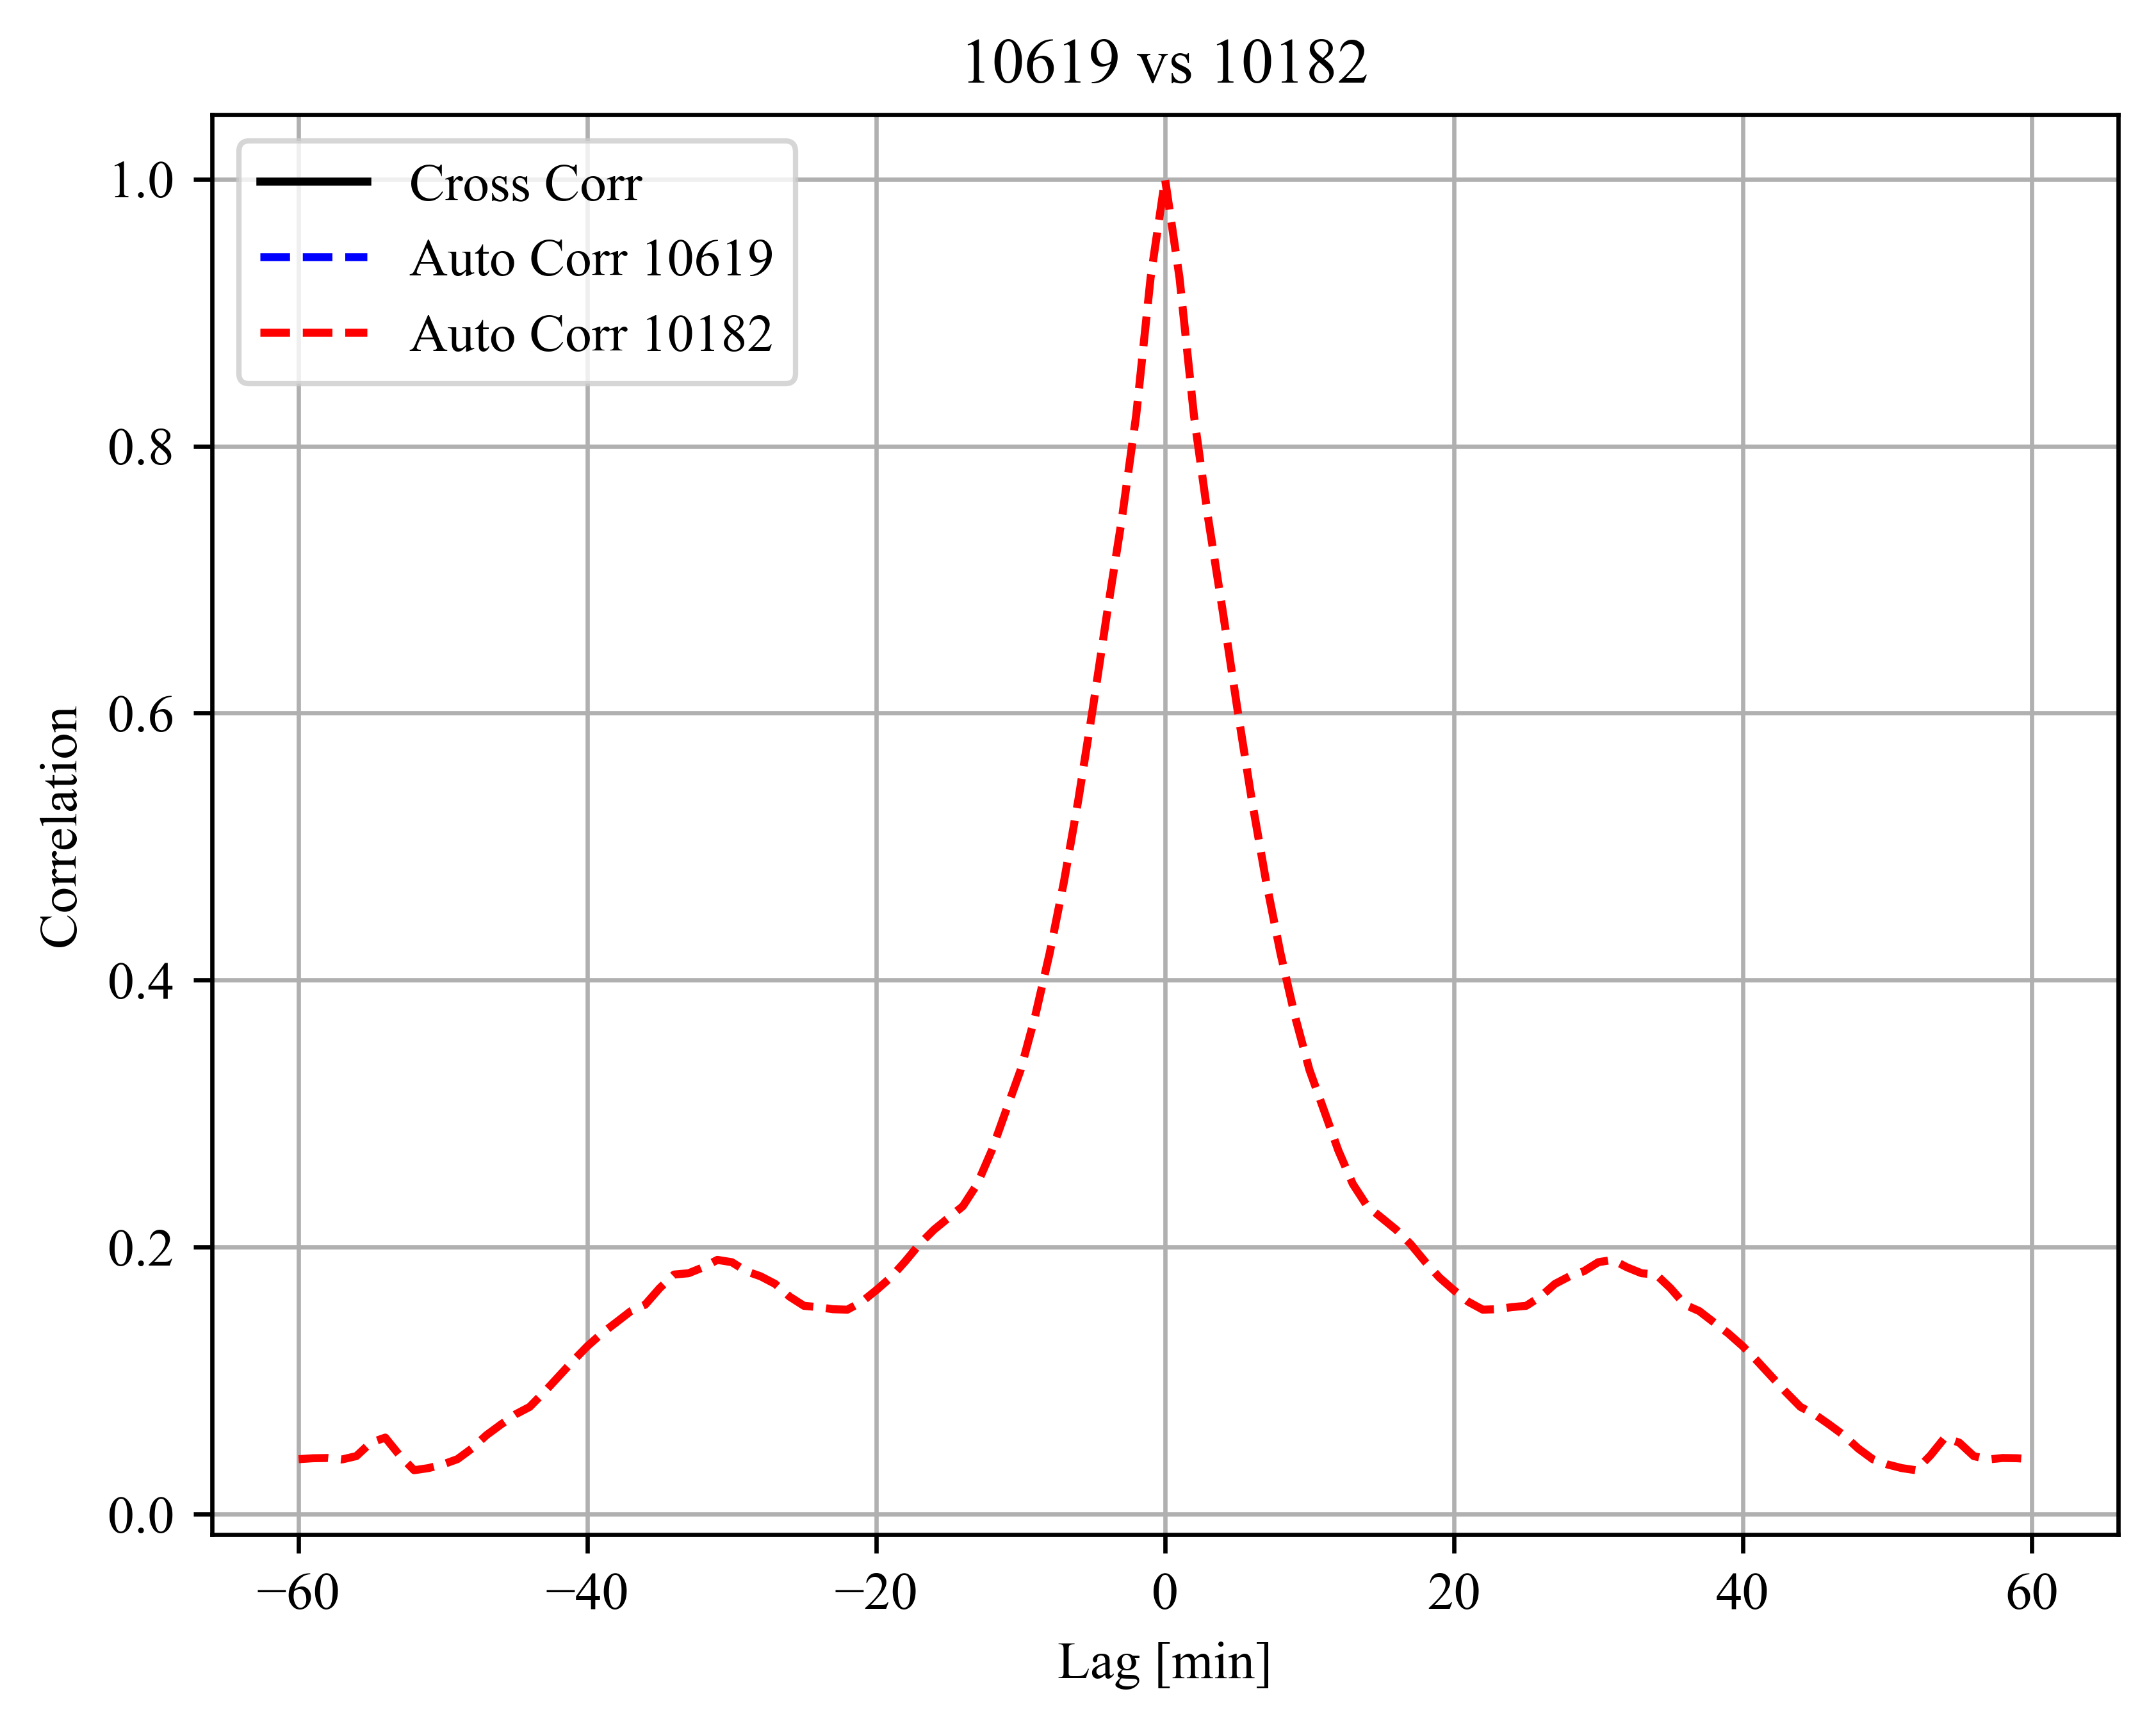 10619 vs 10182
Cross Corr
Auto Corr 10619
Auto Corr 10182
1.0
0.8
0.6
0.4
0.2
0.0
Correlation
−60 −40 −20 0 20 40 60
Lag [min]